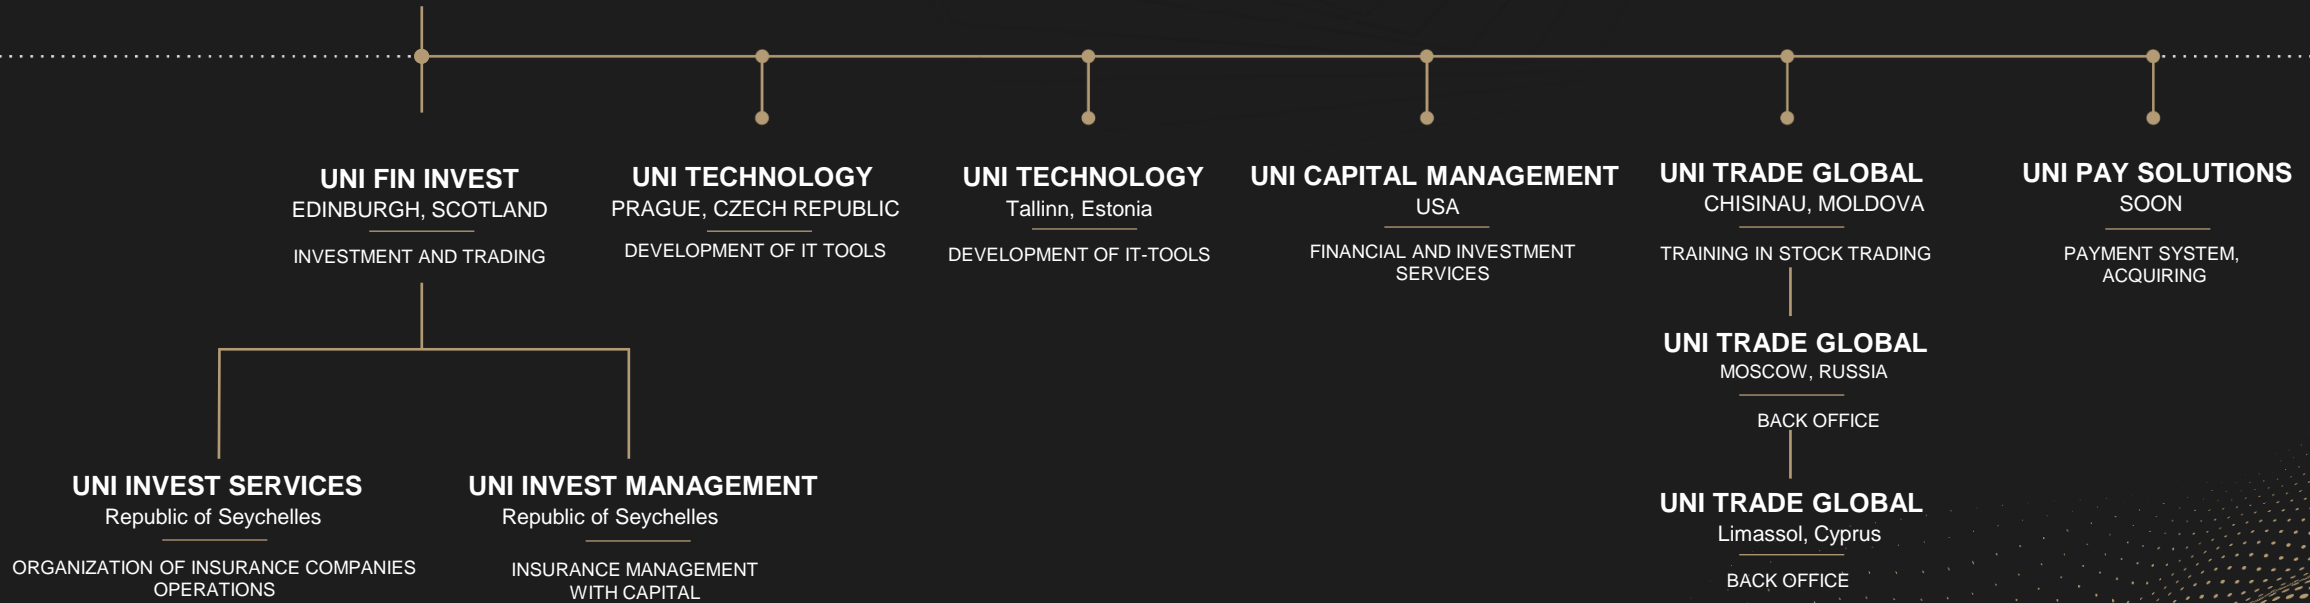 UNI FIN INVEST
EDINBURGH, SCOTLAND
INVESTMENT AND TRADING
UNI TECHNOLOGY
PRAGUE, CZECH REPUBLIC
DEVELOPMENT OF IT TOOLS
UNI TECHNOLOGY
Tallinn, Estonia
DEVELOPMENT OF IT-TOOLS
UNI CAPITAL MANAGEMENT
USA
FINANCIAL AND INVESTMENT
SERVICES
UNI TRADE GLOBAL
CHISINAU, MOLDOVA
TRAINING IN STOCK TRADING
UNI PAY SOLUTIONS
SOON
PAYMENT SYSTEM,
ACQUIRING
UNI TRADE GLOBAL
MOSCOW, RUSSIA
BACK OFFICE
UNI INVEST SERVICES
Republic of Seychelles
ORGANIZATION OF INSURANCE COMPANIES
OPERATIONS
UNI INVEST MANAGEMENT
Republic of Seychelles
INSURANCE MANAGEMENT
WITH CAPITAL
UNI TRADE GLOBAL
Limassol, Cyprus
BACK OFFICE